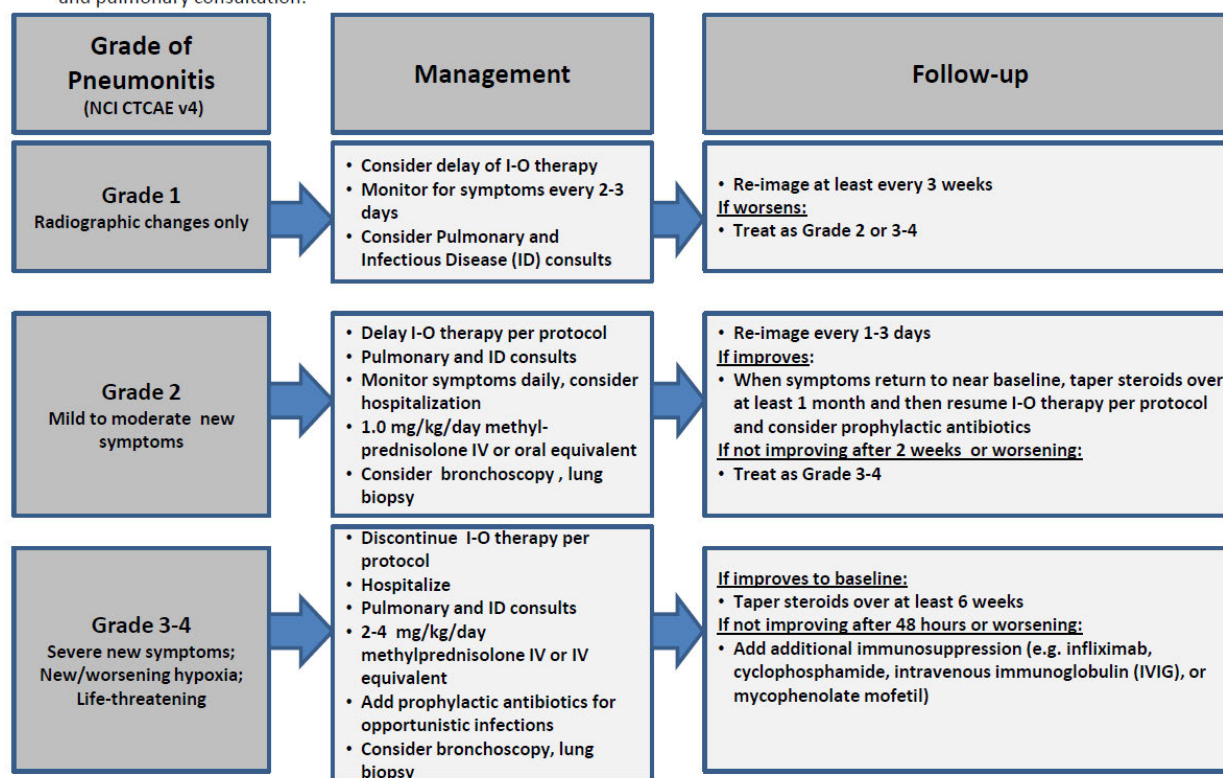 and pulmonary consultation.
Grade of
Pneumonitis
(NCI CTCAE v4)
Management
Follow-up
Grade 1
Radiographic changes only
• Consider delay of I-O therapy
• Monitor for symptoms every 2-3
days
• Consider Pulmonary and
Infectious Disease (ID) consults
• Re-image at least every 3 weeks
If worsens:
• Treat as Grade 2 or 3-4
Grade 2
Mild to moderate new
symptoms
• Delay I-O therapy per protocol
• Pulmonary and ID consults
• Monitor symptoms daily, consider
hospitalization
• 1.0 mg/kg/day methyl-
prednisolone IV or oral equivalent
• Consider bronchoscopy , lung
biopsy
• Re-image every 1-3 days
If improves:
• When symptoms return to near baseline, taper steroids over
at least 1 month and then resume I-O therapy per protocol
and consider prophylactic antibiotics
If not improving after 2 weeks or worsening:
• Treat as Grade 3-4
Grade 3-4
Severe new symptoms;
New/worsening hypoxia;
Life-threatening
• Discontinue I-O therapy per
protocol
• Hospitalize
• Pulmonary and ID consults
• 2-4 mg/kg/day
methylprednisolone IV or IV
equivalent
• Add prophylactic antibiotics for
opportunistic infections
• Consider bronchoscopy, lung
biopsy
If improves to baseline:
• Taper steroids over at least 6 weeks
If not improving after 48 hours or worsening:
• Add additional immunosuppression (e.g. infliximab,
cyclophosphamide, intravenous immunoglobulin (IVIG), or
mycophenolate mofetil)